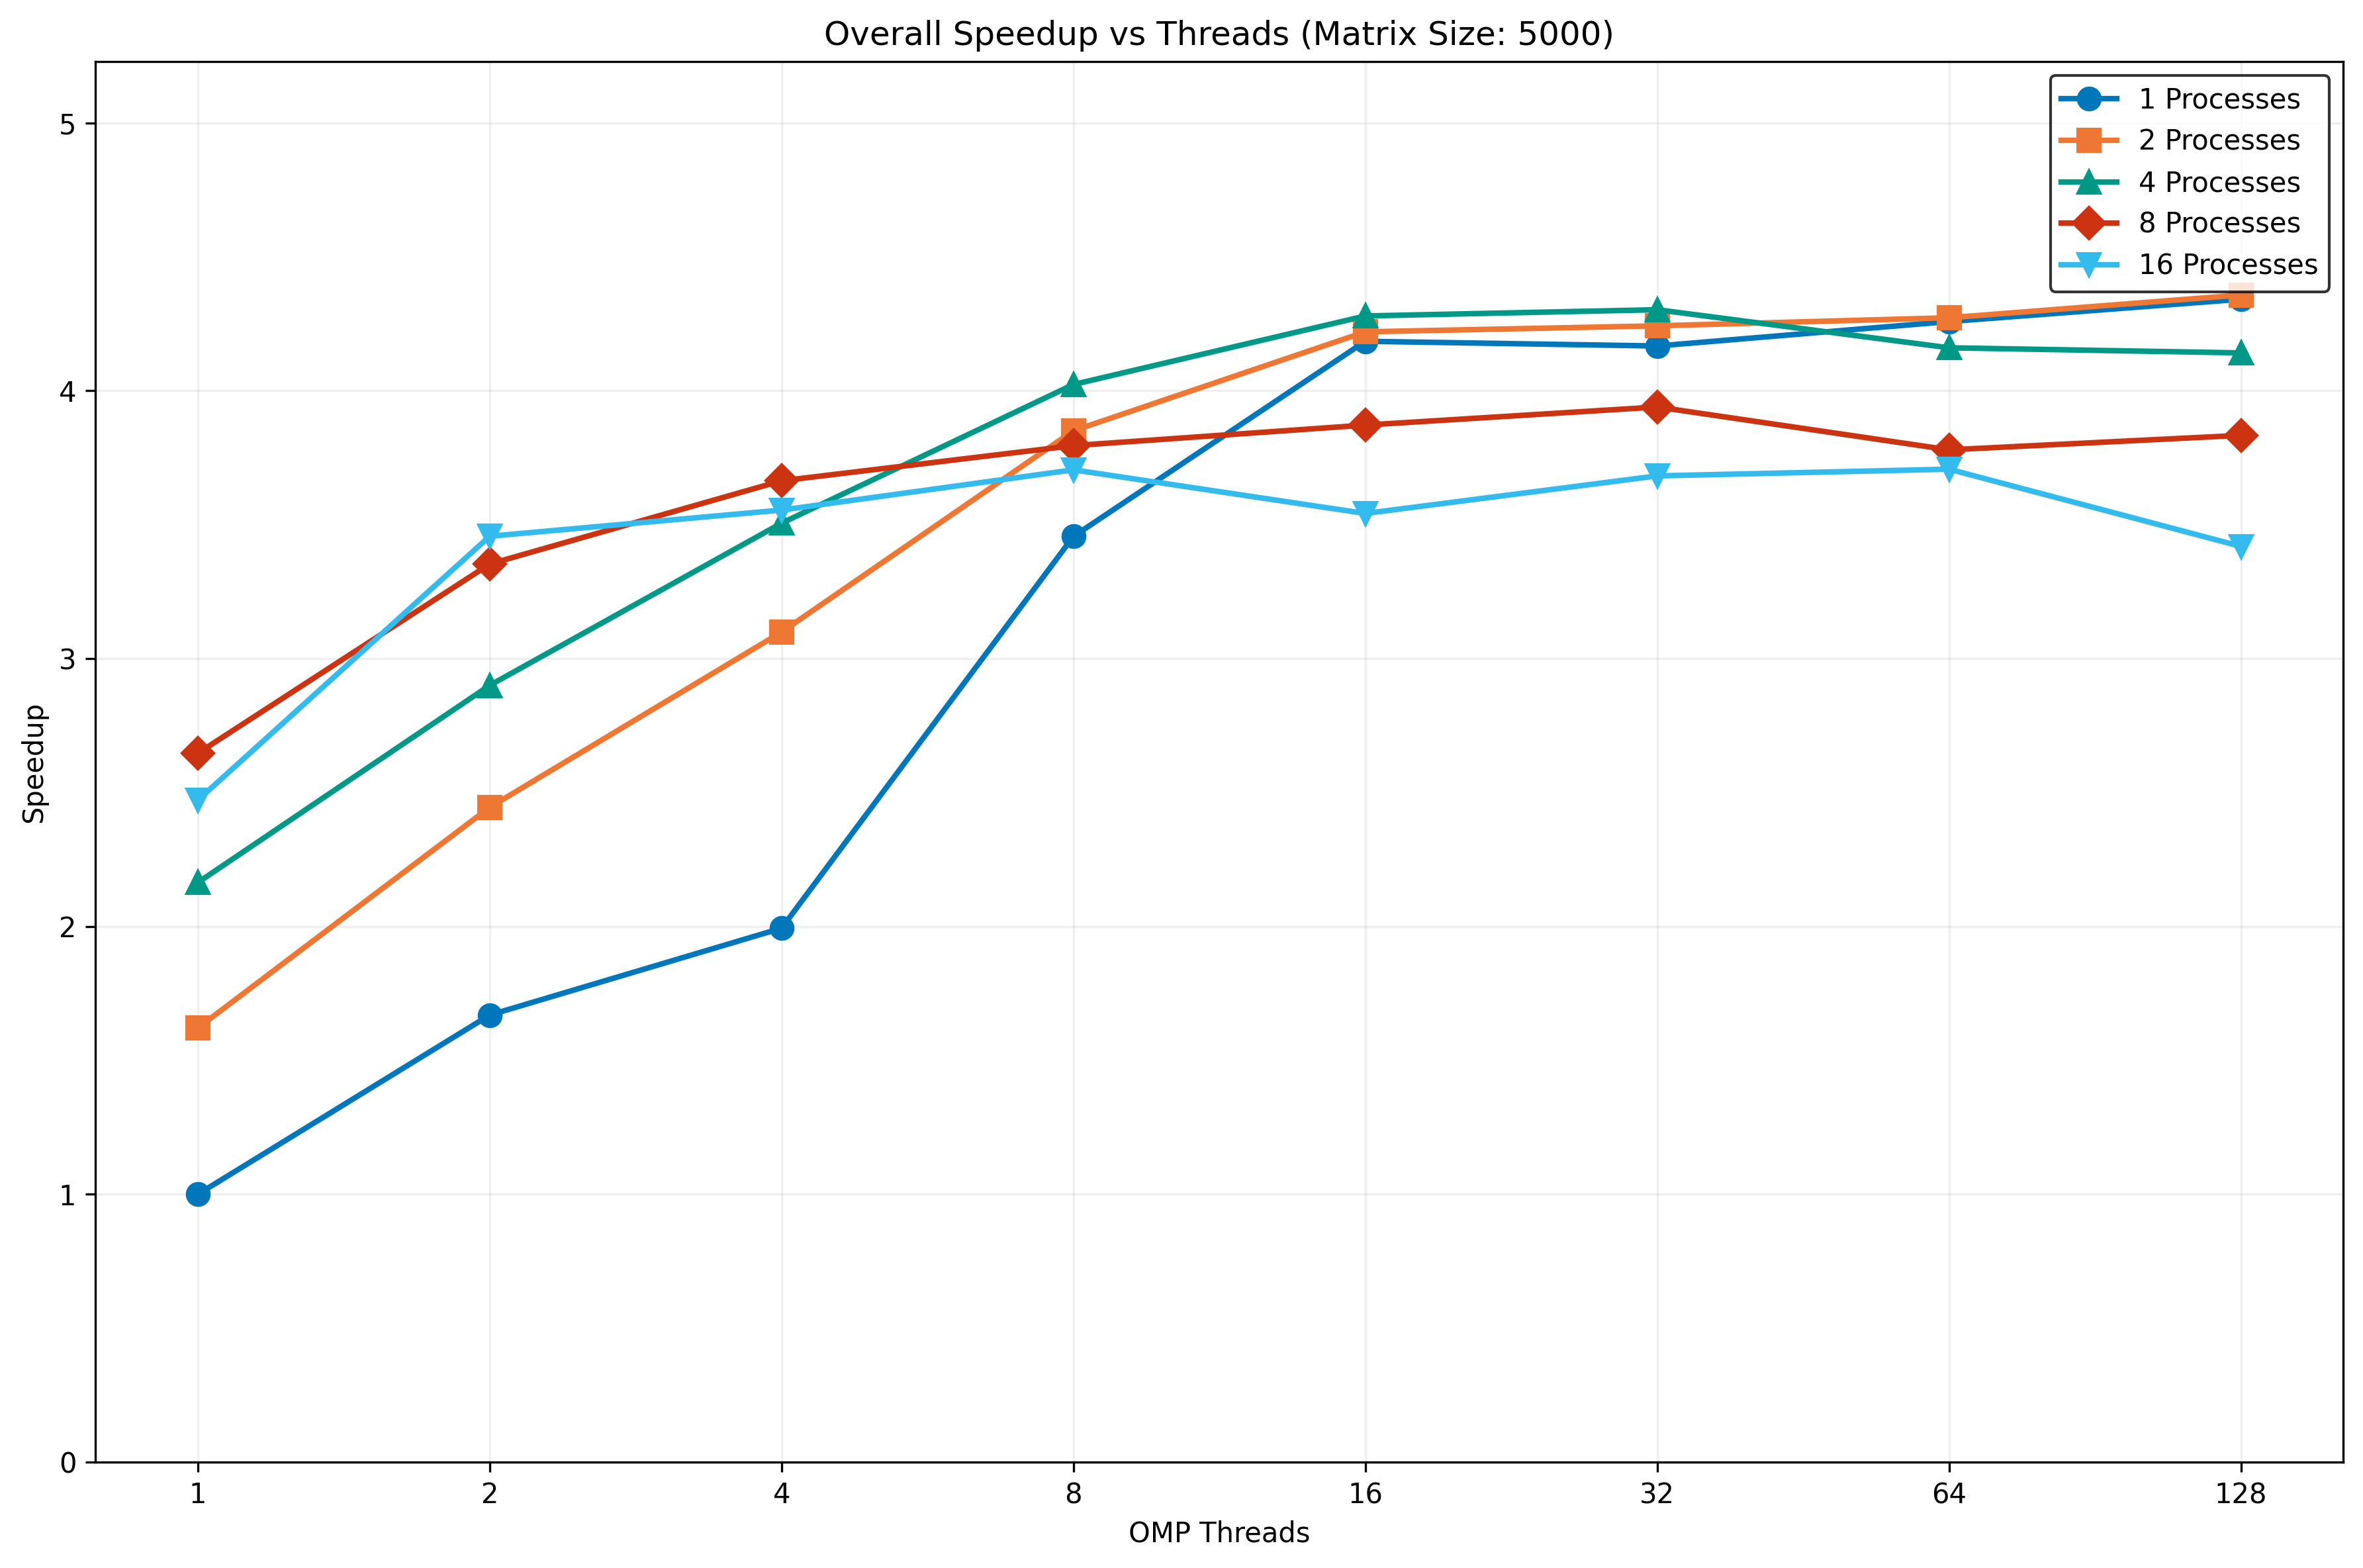 Overall Speedup vs Threads (Matrix Size: 5000)
1 Processes
2 Processes
4 Processes
8 Processes
16 Processes
Speedup
5
4
3
2
1
0
1 2 4 8 16 32 64 128
OMP Threads